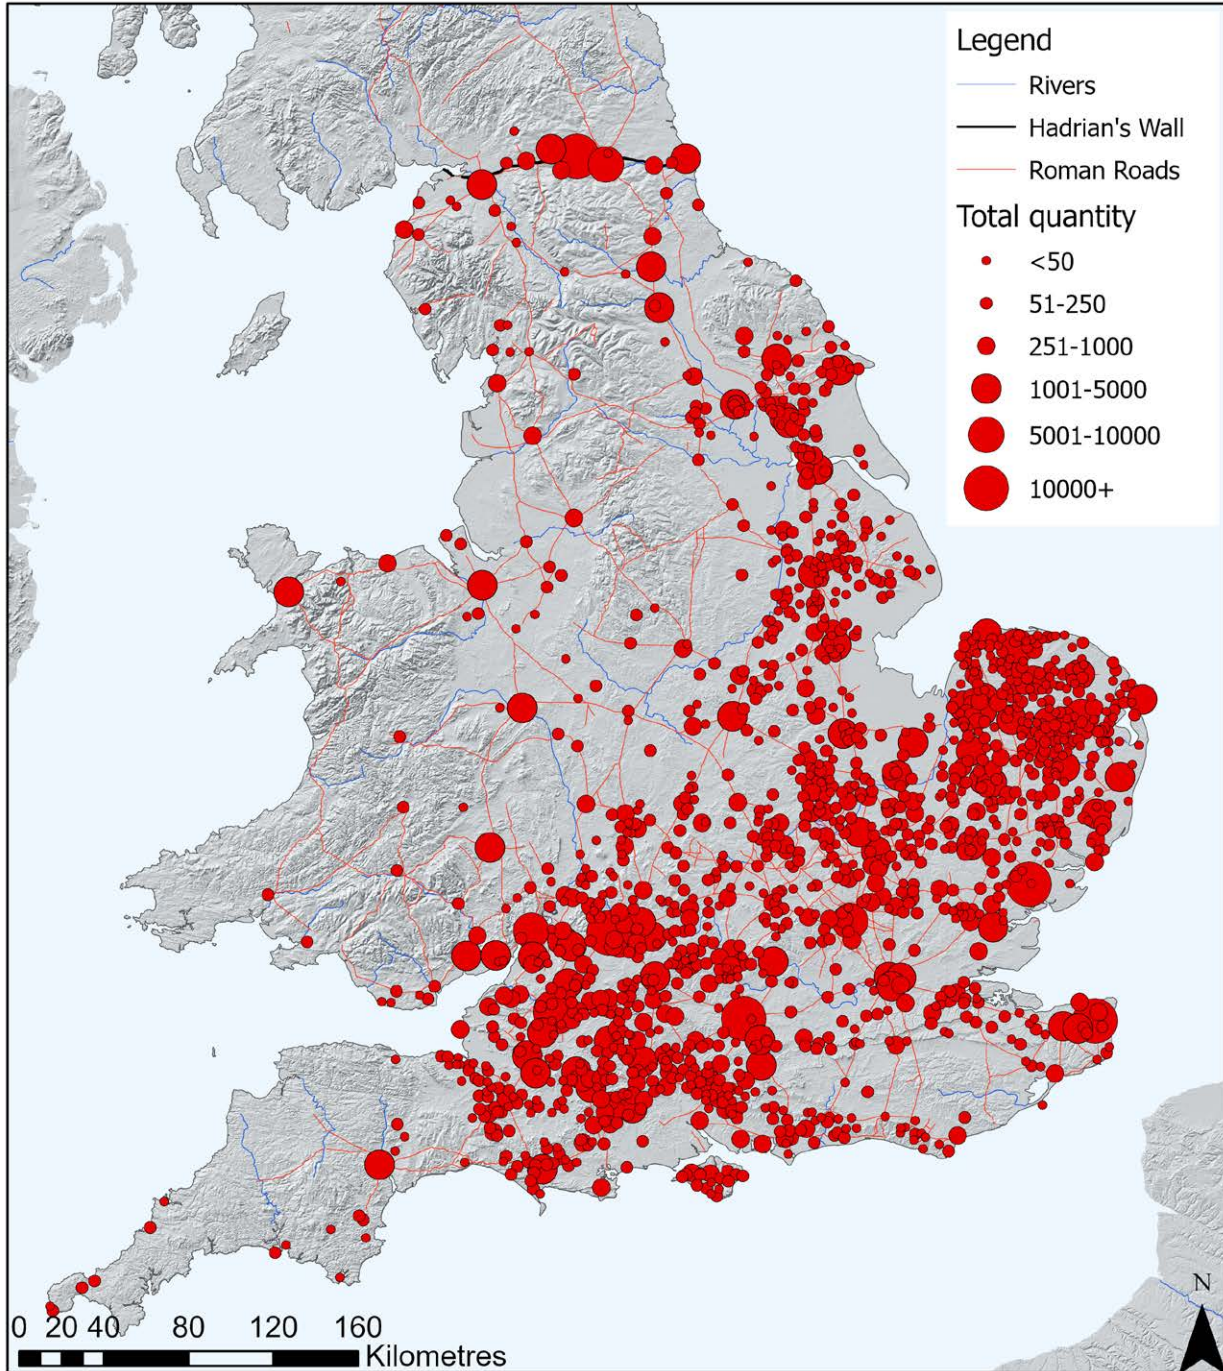 Legend
Rivers
Hadrian's Wall
Roman Roads
Total quantity
<50
51-250
251-1000
1001-5000
5001-10000
10000+
N
0 20 40 80 120 160
Kilometres